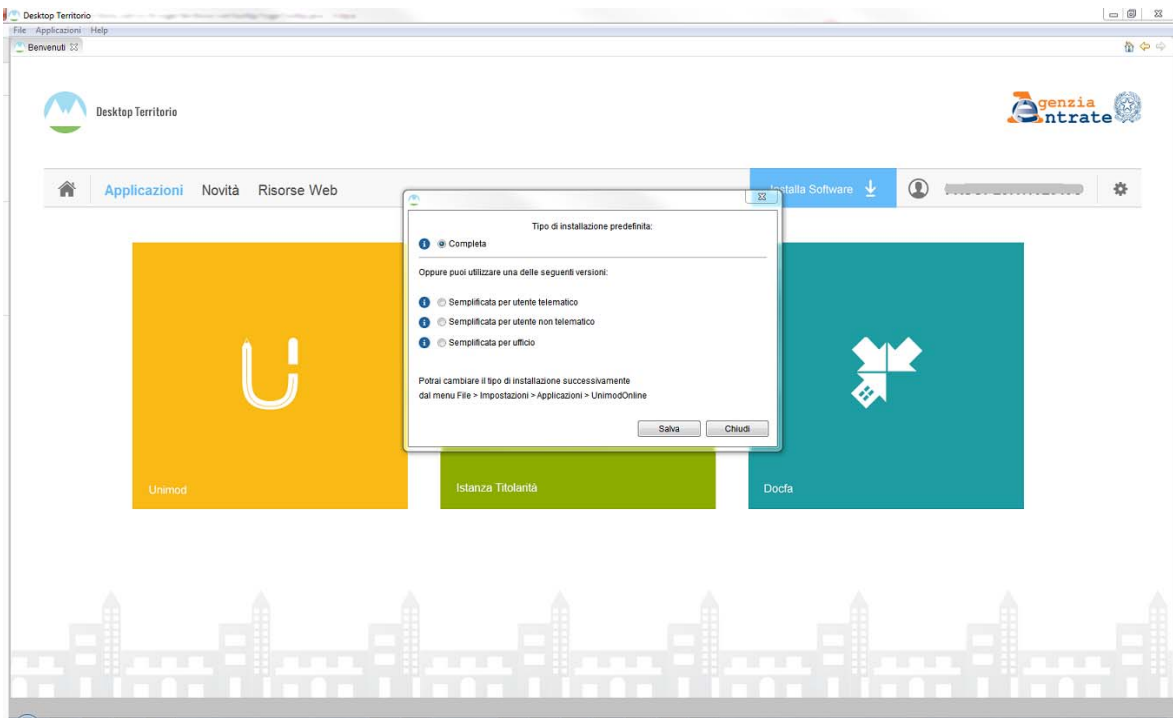 Desktop Territorio
File Applicazioni Help
Benvenuti
Desktop Territorio
Agenzia
Entrate
Applicazioni Novità Risorse Web
Installa Software
Tipo di installazione predefinita:
Completa
Oppure puoi utilizzare una delle seguenti versioni:
Semplificata per utente telematico
Semplificata per utente non telematico
Semplificata per ufficio
Potrai cambiare il tipo di installazione successivamente
dal menu File > Impostazioni > Applicazioni > UnimodOnline
Salva Chiudi
Unimod
Istanza Titolarità
Docfa